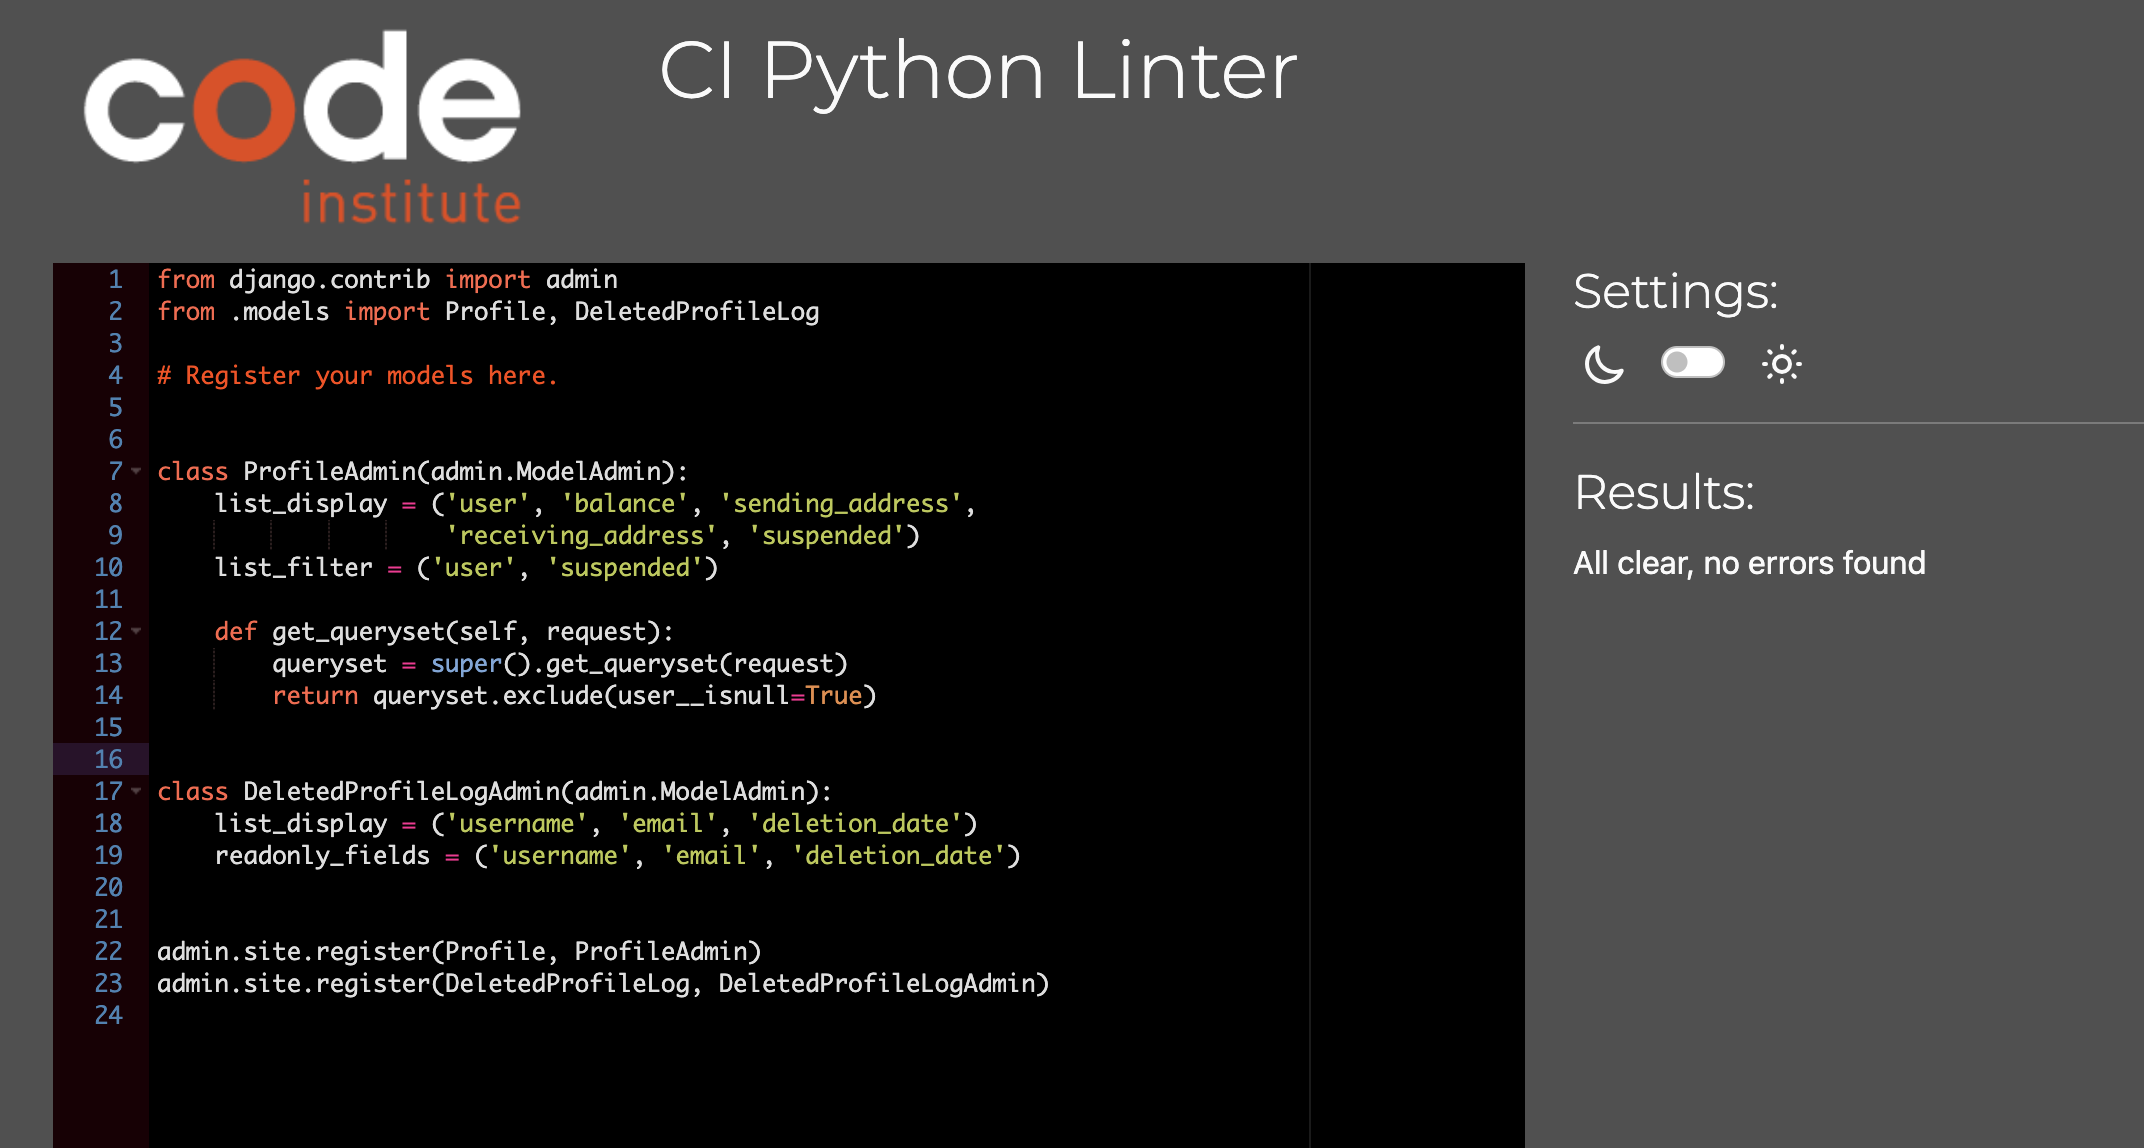 code
institute
CI Python Linter
1 from django.contrib import admin
2 from .models import Profile, DeletedProfileLog
3
4 # Register your models here.
5
6
7 class ProfileAdmin(admin.ModelAdmin):
8     list_display = ('user', 'balance', 'sending_address',
9                     'receiving_address', 'suspended')
10     list_filter = ('user', 'suspended')
11
12     def get_queryset(self, request):
13         queryset = super().get_queryset(request)
14         return queryset.exclude(user__isnull=True)
15
16
17 class DeletedProfileLogAdmin(admin.ModelAdmin):
18     list_display = ('username', 'email', 'deletion_date')
19     readonly_fields = ('username', 'email', 'deletion_date')
20
21
22 admin.site.register(Profile, ProfileAdmin)
23 admin.site.register(DeletedProfileLog, DeletedProfileLogAdmin)
24
Settings:
Results:
All clear, no errors found